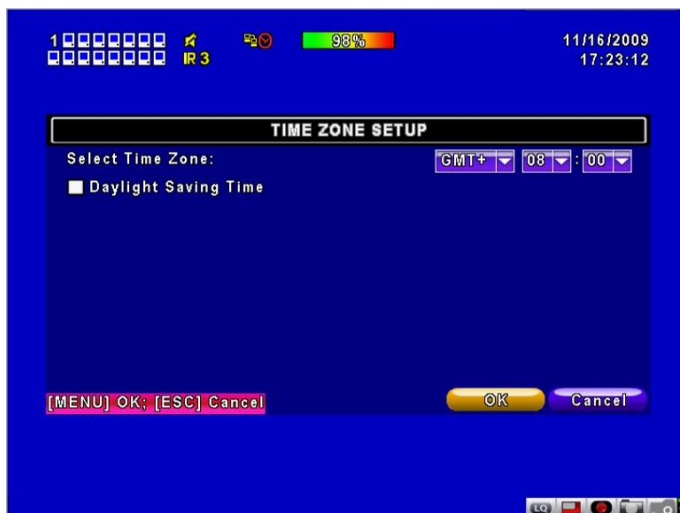 1 98% 11/16/2009
IR 3 17:23:12
TIME ZONE SETUP
Select Time Zone: GMT+ 08 : 00
Daylight Saving Time
[MENU] OK; [ESC] Cancel OK Cancel
LQ